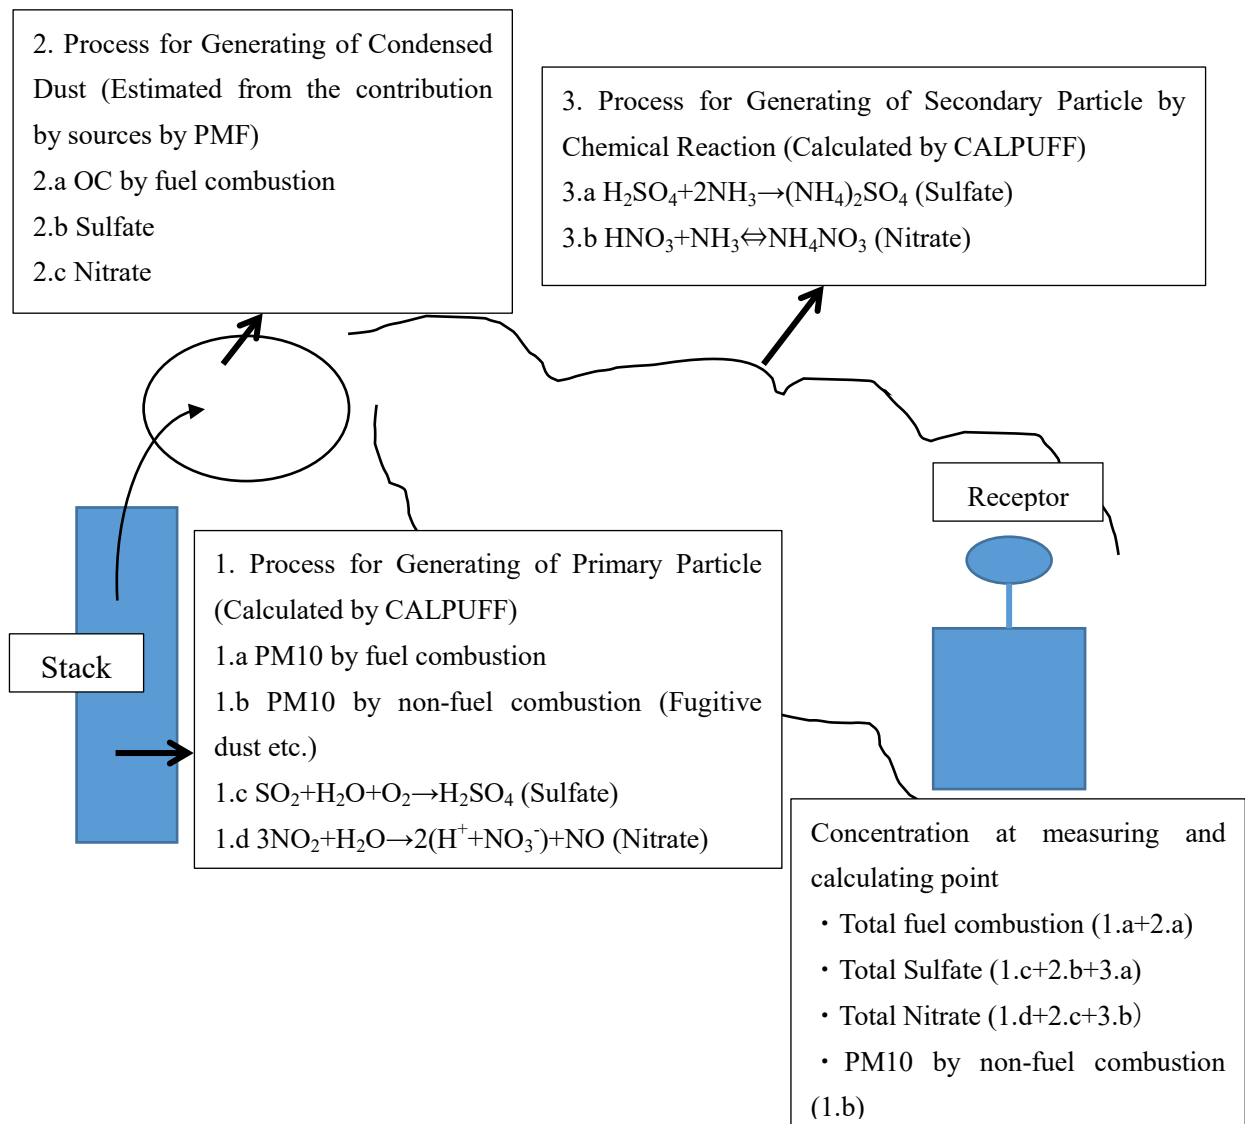 2. Process for Generating of Condensed
Dust (Estimated from the contribution
by sources by PMF)
2.a OC by fuel combustion
2.b Sulfate
2.c Nitrate
3. Process for Generating of Secondary Particle by
Chemical Reaction (Calculated by CALPUFF)
3.a H₂SO₄+2NH₃→(NH₄)₂SO₄ (Sulfate)
3.b HNO₃+NH₃⇔NH₄NO₃ (Nitrate)
Receptor
Stack
1. Process for Generating of Primary Particle
(Calculated by CALPUFF)
1.a PM10 by fuel combustion
1.b PM10 by non-fuel combustion (Fugitive
dust etc.)
1.c SO₂+H₂O+O₂→H₂SO₄ (Sulfate)
1.d 3NO₂+H₂O→2(H⁺+NO₃⁻)+NO (Nitrate)
Concentration at measuring and
calculating point
・Total fuel combustion (1.a+2.a)
・Total Sulfate (1.c+2.b+3.a)
・Total Nitrate (1.d+2.c+3.b）
・PM10 by non-fuel combustion
(1.b)